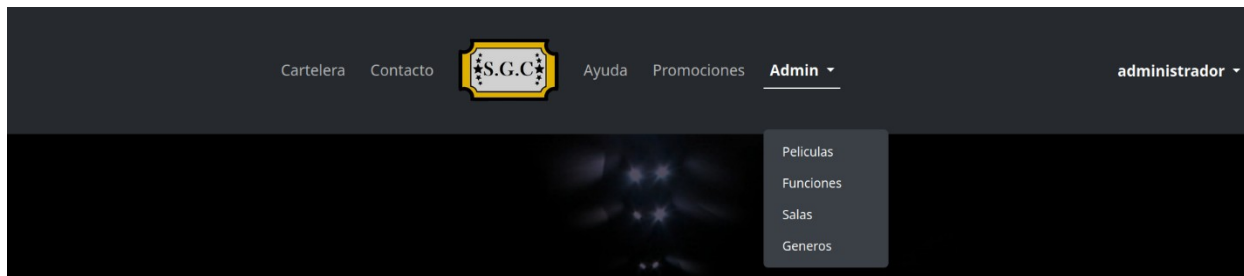 Cartelera Contacto S.G.C Ayuda Promociones Admin administrador
Peliculas
Funciones
Salas
Generos